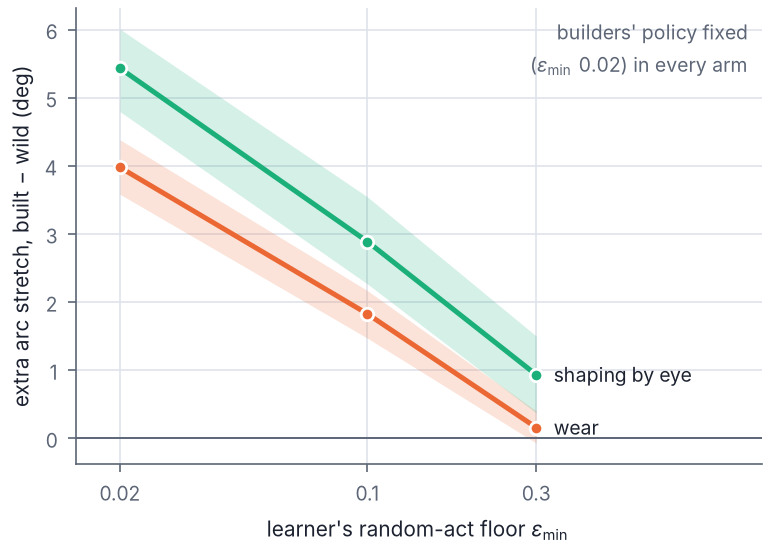 builders' policy fixed
(εmin 0.02) in every arm
6
5
4
3
2
1
0
extra arc stretch, built – wild (deg)
shaping by eye
wear
0.02
0.1
0.3
learner's random-act floor εmin